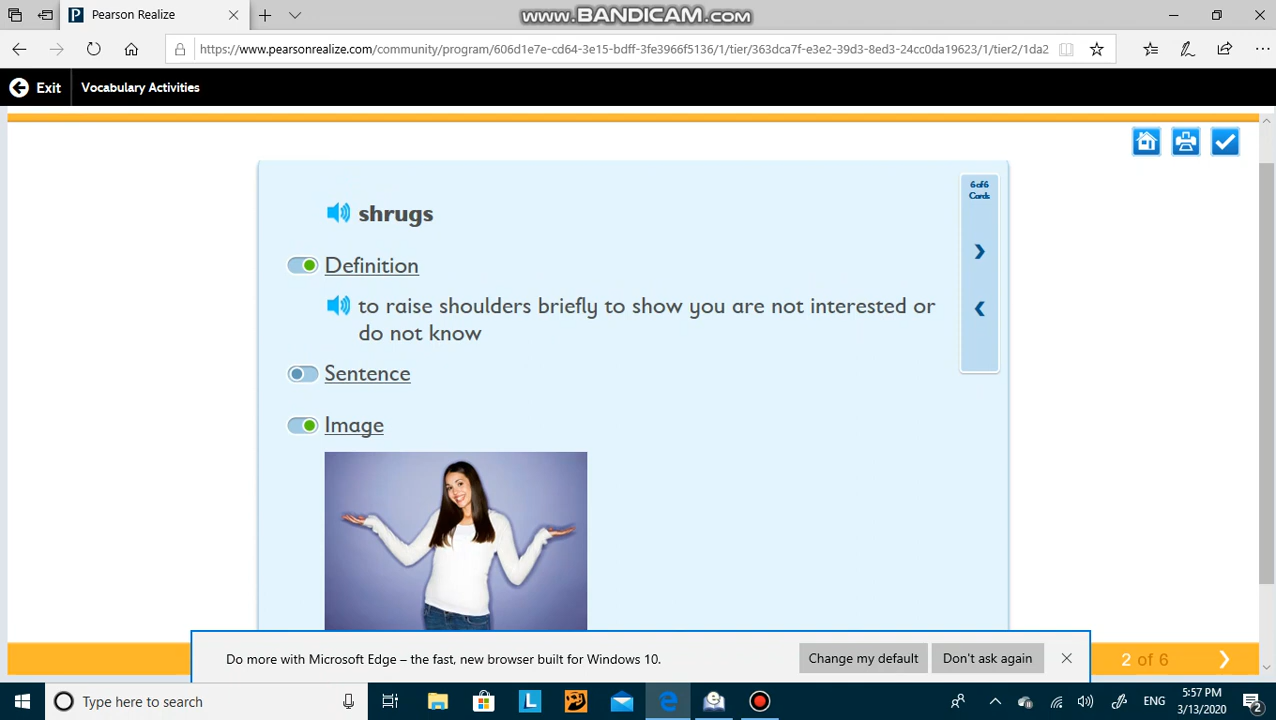 www.BANDICAM.com
Pearson Realize
https://www.pearsonrealize.com/community/program/606d1e7e-cd64-3e15-bdff-3fe3966f5136/1/tier/363dca7f-e3e2-39d3-8ed3-24cc0da19623/1/tier2/1da2
Exit
Vocabulary Activities
6 of 6
Cards
shrugs
Definition
to raise shoulders briefly to show you are not interested or
do not know
Sentence
Image
Do more with Microsoft Edge – the fast, new browser built for Windows 10.
Change my default
Don't ask again
2 of 6
Type here to search
ENG
5:57 PM
3/13/2020
2